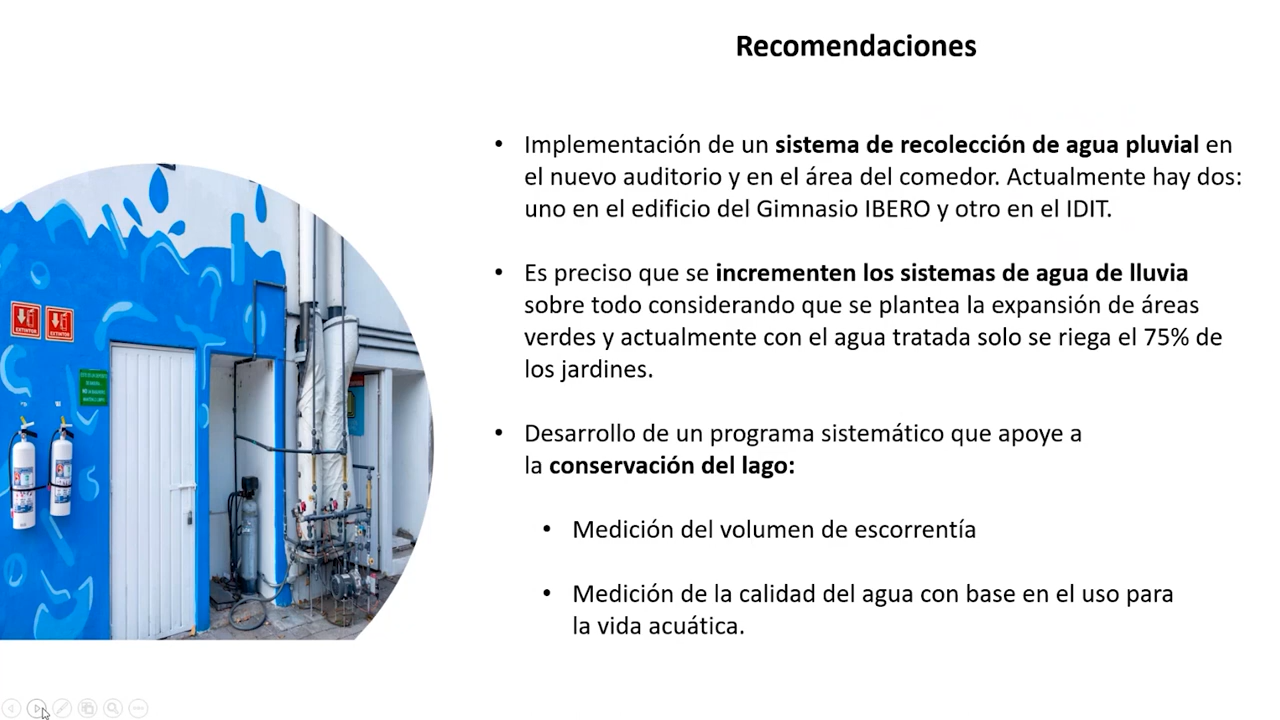 Recomendaciones
• Implementación de un sistema de recolección de agua pluvial en
el nuevo auditorio y en el área del comedor. Actualmente hay dos:
uno en el edificio del Gimnasio IBERO y otro en el IDIT.
• Es preciso que se incrementen los sistemas de agua de lluvia
sobre todo considerando que se plantea la expansión de áreas
verdes y actualmente con el agua tratada solo se riega el 75% de
los jardines.
• Desarrollo de un programa sistemático que apoye a
la conservación del lago:
• Medición del volumen de escorrentía
• Medición de la calidad del agua con base en el uso para
la vida acuática.
EXTINTOR
EXTINTOR